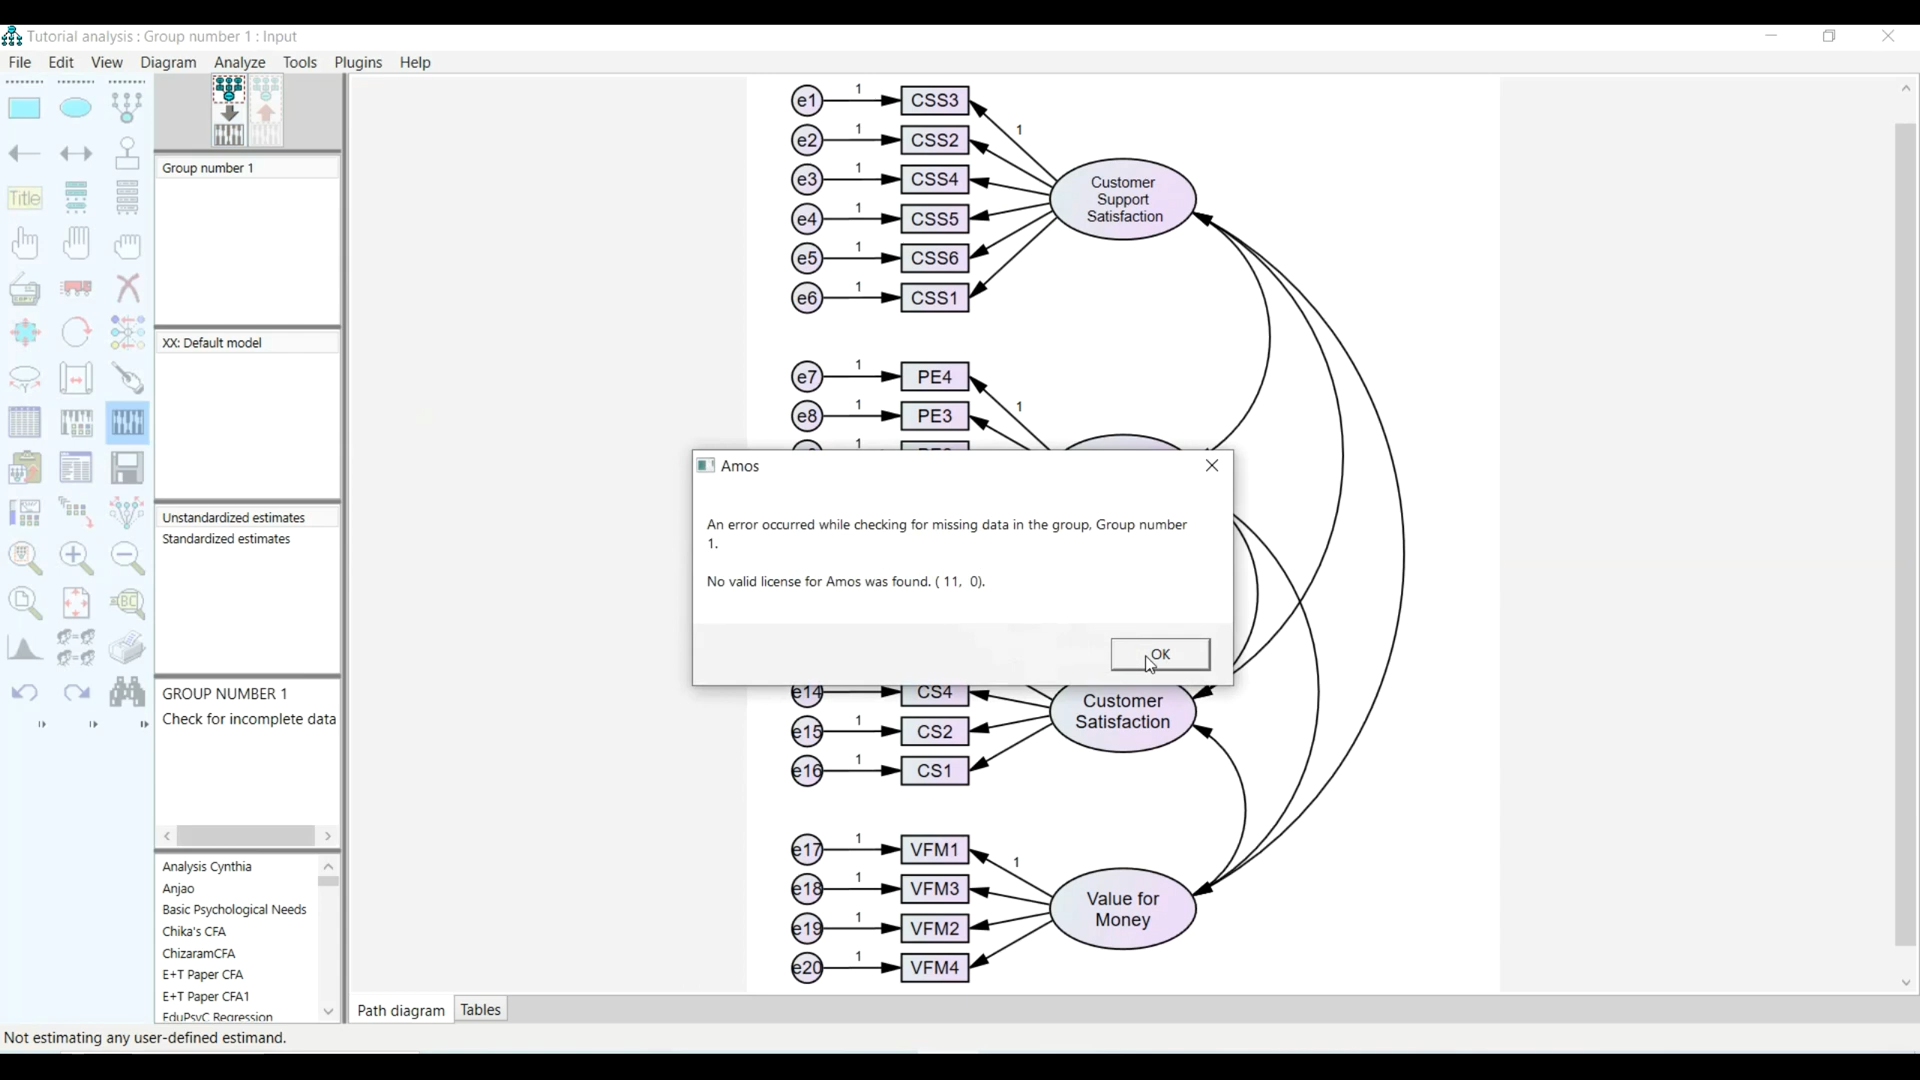 Tutorial analysis : Group number 1 : Input
File Edit View Diagram Analyze Tools Plugins Help
Title
Group number 1
XX: Default model
Unstandardized estimates
Standardized estimates
GROUP NUMBER 1
Check for incomplete data
Analysis Cynthia
Anjao
Basic Psychological Needs
Chika's CFA
ChizaramCFA
E+T Paper CFA
E+T Paper CFA1
EduPsyC Regression
e1 1 CSS3 1
e2 1 CSS2
e3 1 CSS4
e4 1 CSS5
e5 1 CSS6
e6 1 CSS1
Customer
Support
Satisfaction
e7 1 PE4 1
e8 1 PE3
1
Amos
An error occurred while checking for missing data in the group, Group number
1.
No valid license for Amos was found. ( 11,  0).
OK
e14 CS4
e15 1 CS2
e16 1 CS1
Customer
Satisfaction
e17 1 VFM1 1
e18 1 VFM3
e19 1 VFM2
e20 1 VFM4
Value for
Money
Path diagram Tables
Not estimating any user-defined estimand.